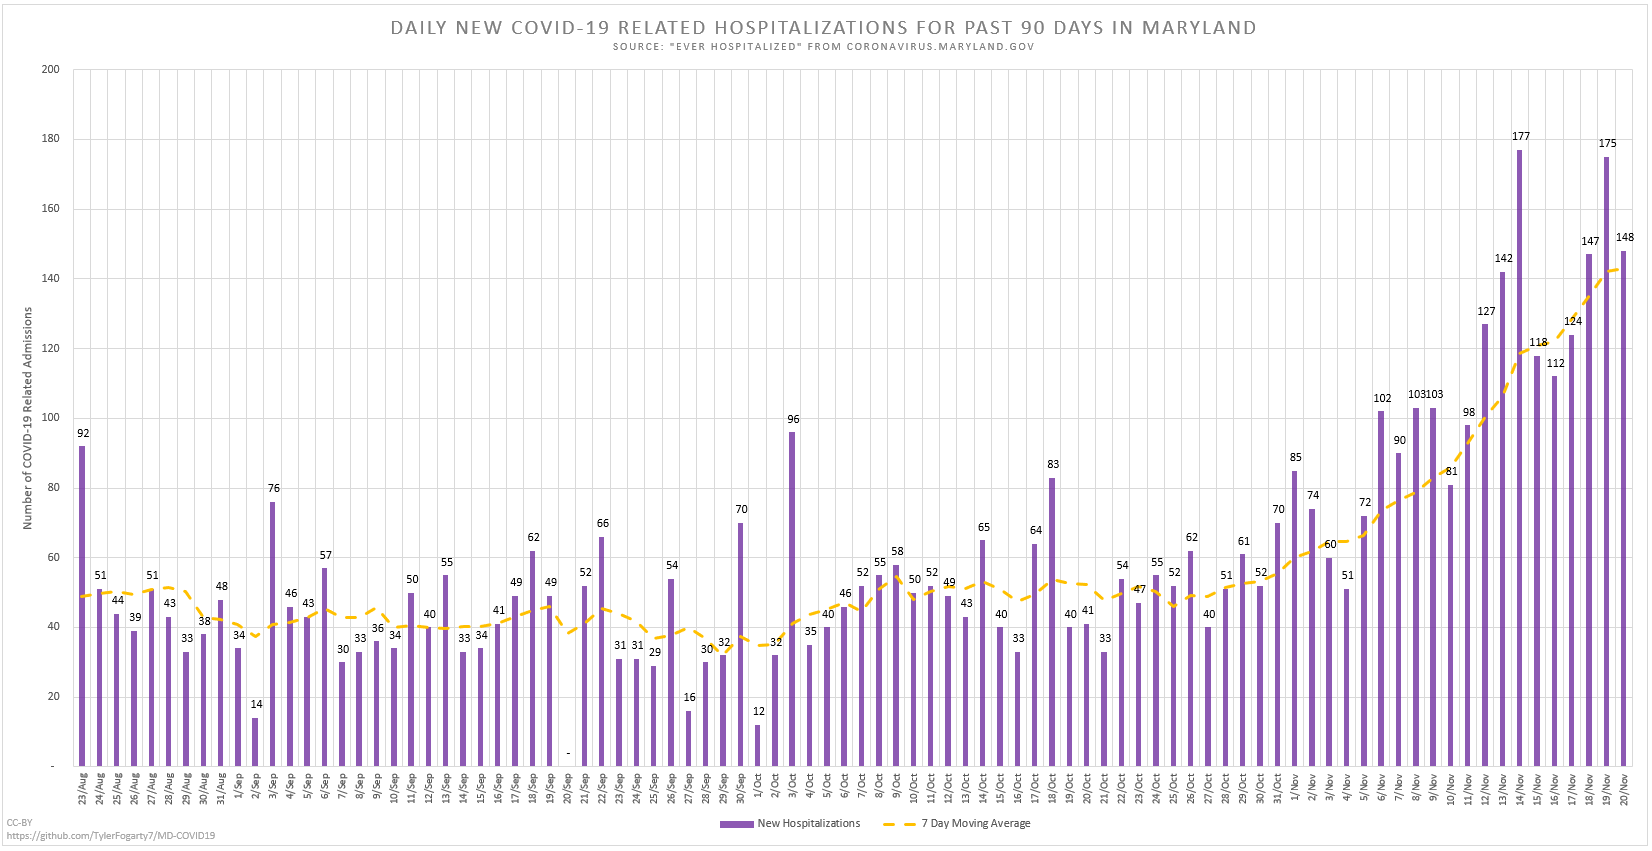 DAILY NEW COVID-19 RELATED HOSPITALIZATIONS FOR PAST 90 DAYS IN MARYLAND
SOURCE: "EVER HOSPITALIZED" FROM CORONAVIRUS.MARYLAND.GOV
Number of COVID-19 Related Admissions
200
180
160
140
120
100
80
60
40
20
-
92 51 44 39 51 43 33 38 48 34 14 76 46 43 57 30 33 36 34 50 40 55 33 34 41 49 62 49 - 52 66 31 31 29 54 16 30 32 70 12 32 96 35 40 46 52 55 58 50 52 49 43 65 40 33 64 83 40 41 33 54 47 55 52 62 40 51 61 52 70 85 74 60 51 72 102 90 103 103 81 98 127 142 177 118 112 124 147 175 148
23/Aug 24/Aug 25/Aug 26/Aug 27/Aug 28/Aug 29/Aug 30/Aug 31/Aug 1/Sep 2/Sep 3/Sep 4/Sep 5/Sep 6/Sep 7/Sep 8/Sep 9/Sep 10/Sep 11/Sep 12/Sep 13/Sep 14/Sep 15/Sep 16/Sep 17/Sep 18/Sep 19/Sep 20/Sep 21/Sep 22/Sep 23/Sep 24/Sep 25/Sep 26/Sep 27/Sep 28/Sep 29/Sep 30/Sep 1/Oct 2/Oct 3/Oct 4/Oct 5/Oct 6/Oct 7/Oct 8/Oct 9/Oct 10/Oct 11/Oct 12/Oct 13/Oct 14/Oct 15/Oct 16/Oct 17/Oct 18/Oct 19/Oct 20/Oct 21/Oct 22/Oct 23/Oct 24/Oct 25/Oct 26/Oct 27/Oct 28/Oct 29/Oct 30/Oct 31/Oct 1/Nov 2/Nov 3/Nov 4/Nov 5/Nov 6/Nov 7/Nov 8/Nov 9/Nov 10/Nov 11/Nov 12/Nov 13/Nov 14/Nov 15/Nov 16/Nov 17/Nov 18/Nov 19/Nov 20/Nov
New Hospitalizations 7 Day Moving Average
CC-BY
https://github.com/TylerFogarty7/MD-COVID19